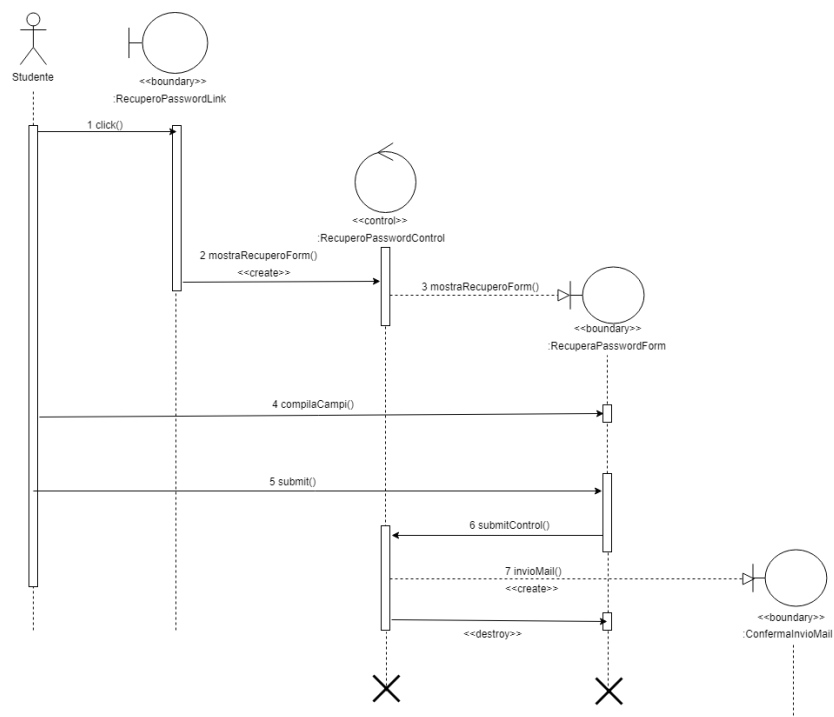 Studente
<<boundary>>
:RecuperoPasswordLink
1 click()
<<control>>
:RecuperoPasswordControl
2 mostraRecuperoForm()
<<create>>
3 mostraRecuperoForm()
<<boundary>>
:RecuperaPasswordForm
4 compilaCampi()
5 submit()
6 submitControl()
7 invioMail()
<<create>>
<<boundary>>
:ConfermaInvioMail
<<destroy>>